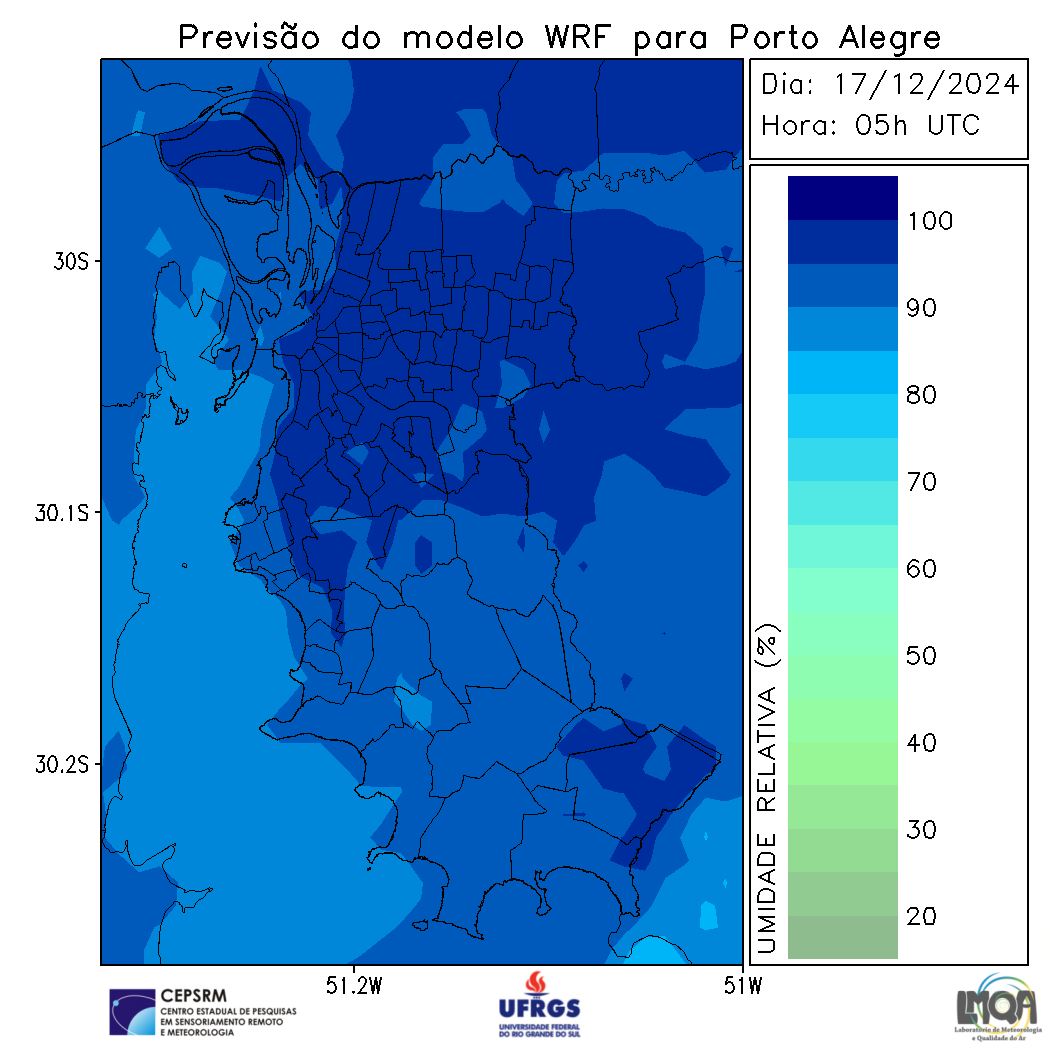 Previsão do modelo WRF para Porto Alegre
Dia: 17/12/2024
Hora: 05h UTC
30S
30.1S
30.2S
51.2W
51W
100
90
80
70
60
50
40
30
20
UMIDADE RELATIVA (%)
CEPSRM
CENTRO ESTADUAL DE PESQUISAS
EM SENSORIAMENTO REMOTO
E METEOROLOGIA
UFRGS
UNIVERSIDADE FEDERAL
DO RIO GRANDE DO SUL
LMQA
Laboratório de Meteorologia
e Qualidade do Ar